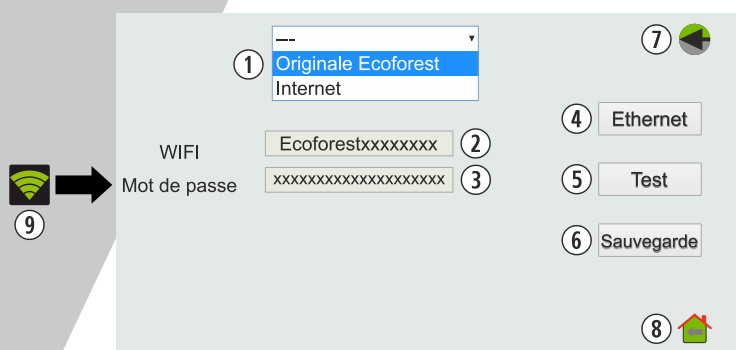 ---
① Originale Ecoforest
Internet
⑦
④ Ethernet
WIFI Ecoforestxxxxxxxx ②
Mot de passe xxxxxxxxxxxxxxxxxxxx ③
⑤ Test
⑨
⑥ Sauvegarde
⑧